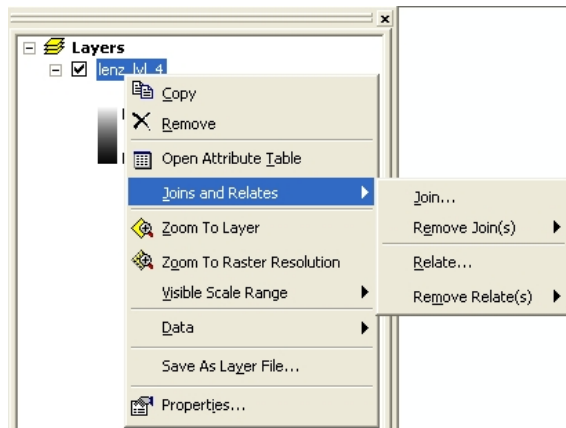 Layers
lenz_lvl_4
Copy
Remove
Open Attribute Table
Joins and Relates
Zoom To Layer
Zoom To Raster Resolution
Visible Scale Range
Data
Save As Layer File...
Properties...
Join...
Remove Join(s)
Relate...
Remove Relate(s)